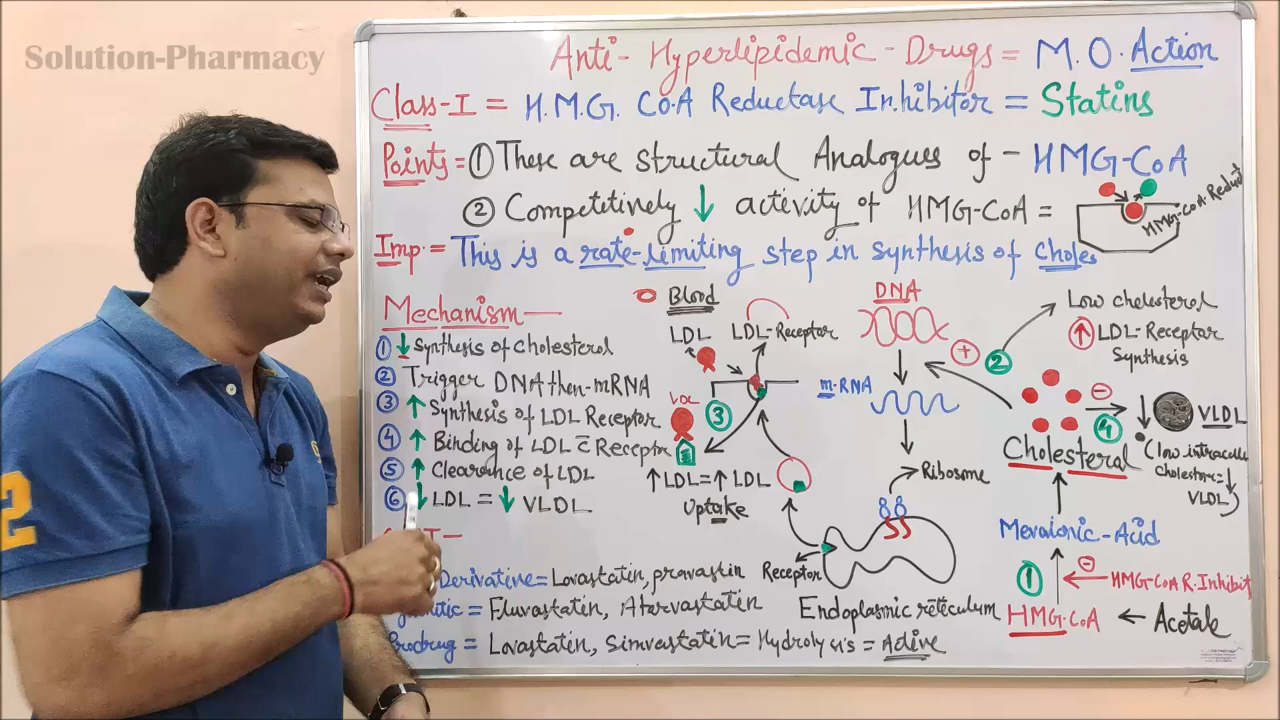 Solution-Pharmacy
Anti-Hyperlipidemic-Drugs = M.O.Action
Class-I = H.M.G. CO.A Reductase Inhibitor = Statins
Points = ① These are structural Analogues of - HMG-CoA
② Competitively ↓ activity of HMG-CoA =
HMG-CoA-Reduct
Imp. = This is a rate-limiting step in synthesis of Choles
Mechanism —
① ↓ Synthesis of Cholesterol
② Trigger DNA then-mRNA
③ ↑ Synthesis of LDL Receptor
④ ↑ Binding of LDL c̄ Receptor
⑤ ↑ Clearance of LDL
⑥ ↓ LDL = ↓ VLDL
Derivative = Lovastatin, pravastin
Fluvastatin, Atorvastatin
Prodrug = Lovastatin, Simvastatin = Hydrolysis = Active
Blood
LDL
LDL-Receptor
③
↑ LDL = ↑ LDL
Uptake
DNA
m-RNA
Ribosome
Receptor
Endoplasmic reticulum
+ ②
Low cholesterol
↑ LDL-Receptor
Synthesis
− ④
↓ VLDL
Cholesteral
(low intracellu
cholesterol = ↓
VLDL)
Mevalonic-Acid
① − HMG-CoA R.Inhibit
HMG-CoA ← Acetate
2